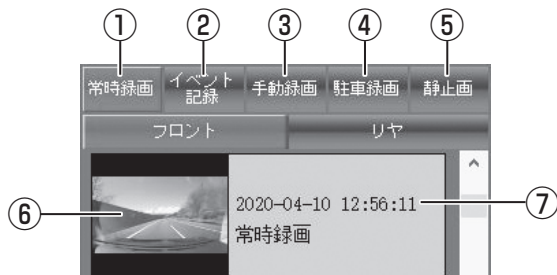 ① ② ③ ④ ⑤
常時録画 イベント記録 手動録画 駐車録画 静止画
フロント リヤ
⑥ 2020-04-10 12:56:11 ⑦
常時録画